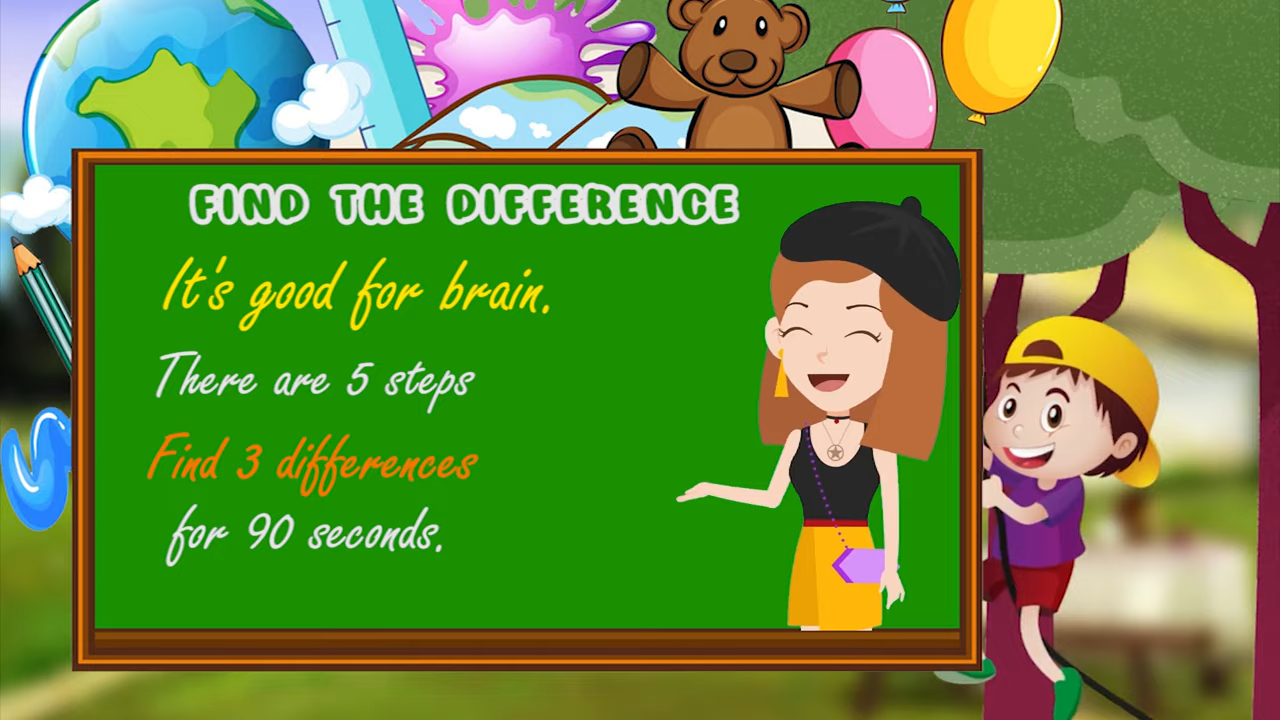 FIND THE DIFFERENCE
It's good for brain.
There are 5 steps
Find 3 differences
for 90 seconds.